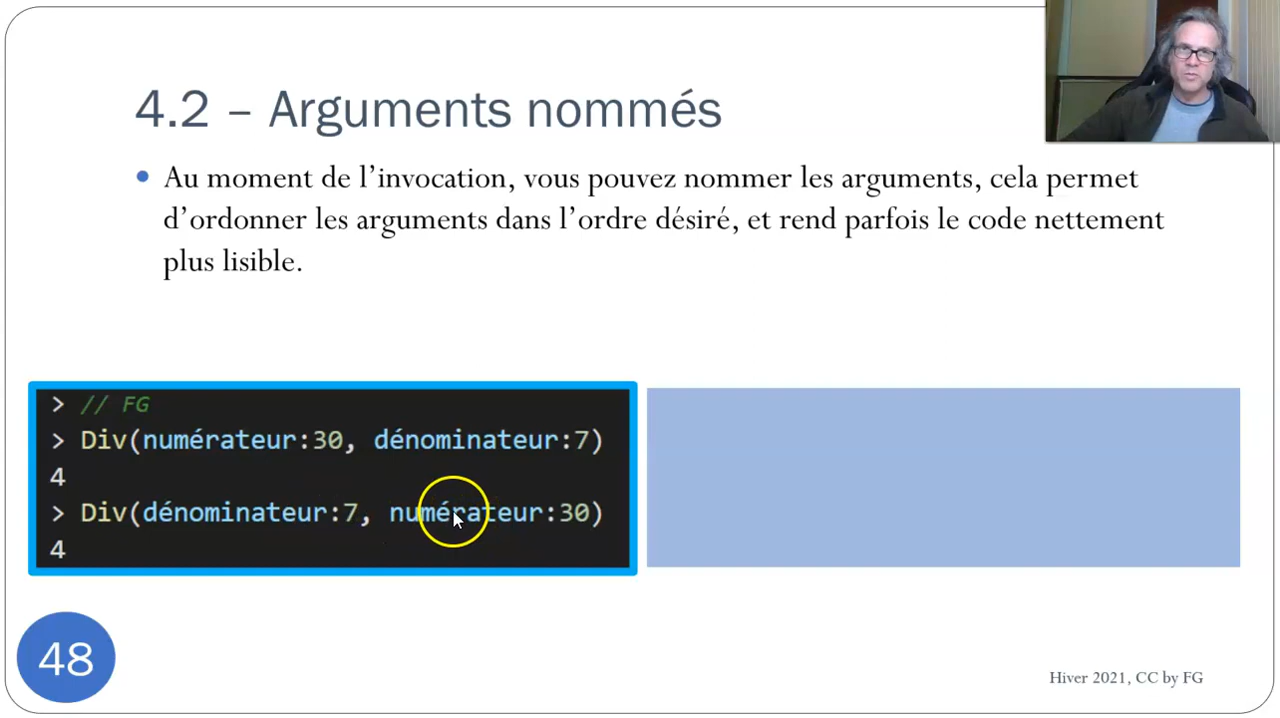 4.2 – Arguments nommés
• Au moment de l’invocation, vous pouvez nommer les arguments, cela permet
d’ordonner les arguments dans l’ordre désiré, et rend parfois le code nettement
plus lisible.
> // FG
> Div(numérateur:30, dénominateur:7)
4
> Div(dénominateur:7, numérateur:30)
4
48
Hiver 2021, CC by FG